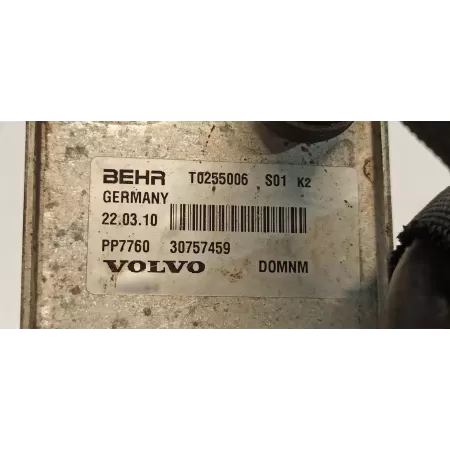 BEHR T0255006 S01 K2
GERMANY
22.03.10
PP7760 30757459
VOLVO DOMNM